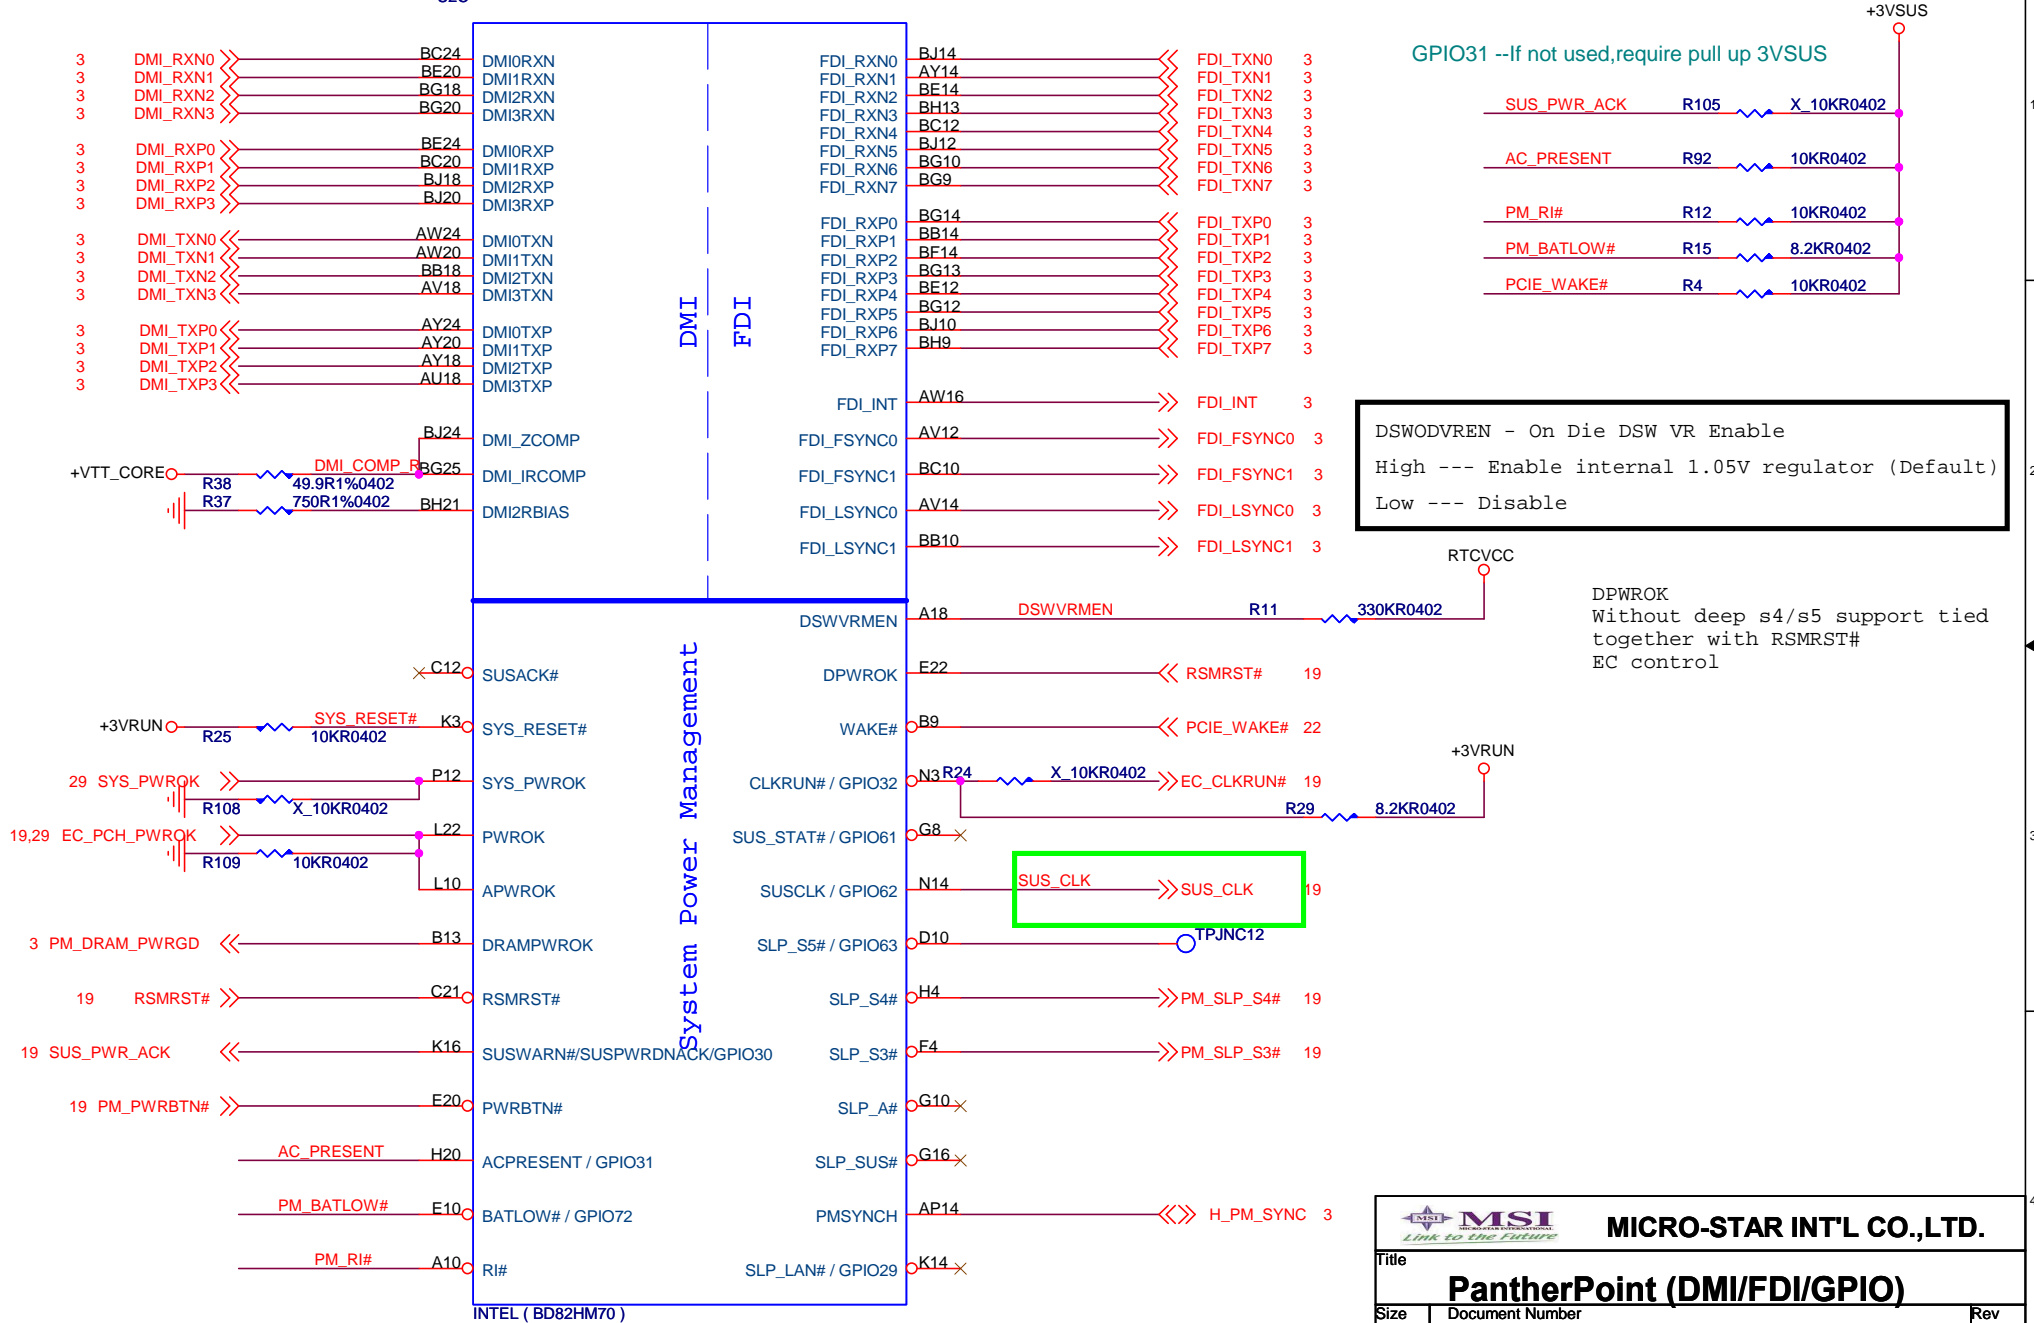 +3VSUS
GPIO31 --If not used,require pull up 3VSUS
3 DMI_RXN0 BC24 DMI0RXN FDI_RXN0 BJ14 FDI_TXN0 3
3 DMI_RXN1 BE20 DMI1RXN FDI_RXN1 AY14 FDI_TXN1 3
3 DMI_RXN2 BG18 DMI2RXN FDI_RXN2 BE14 FDI_TXN2 3
3 DMI_RXN3 BG20 DMI3RXN FDI_RXN3 BH13 FDI_TXN3 3
FDI_RXN4 BC12 FDI_TXN4 3
3 DMI_RXP0 BE24 DMI0RXP FDI_RXN5 BJ12 FDI_TXN5 3
3 DMI_RXP1 BC20 DMI1RXP FDI_RXN6 BG10 FDI_TXN6 3
3 DMI_RXP2 BJ18 DMI2RXP FDI_RXN7 BG9 FDI_TXN7 3
3 DMI_RXP3 BJ20 DMI3RXP
FDI_RXP0 BG14 FDI_TXP0 3
3 DMI_TXN0 AW24 DMI0TXN FDI_RXP1 BB14 FDI_TXP1 3
3 DMI_TXN1 AW20 DMI1TXN FDI_RXP2 BF14 FDI_TXP2 3
3 DMI_TXN2 BB18 DMI2TXN FDI_RXP3 BG13 FDI_TXP3 3
3 DMI_TXN3 AV18 DMI3TXN FDI_RXP4 BE12 FDI_TXP4 3
FDI_RXP5 BG12 FDI_TXP5 3
3 DMI_TXP0 AY24 DMI0TXP FDI_RXP6 BJ10 FDI_TXP6 3
3 DMI_TXP1 AY20 DMI1TXP FDI_RXP7 BH9 FDI_TXP7 3
3 DMI_TXP2 AY18 DMI2TXP
3 DMI_TXP3 AU18 DMI3TXP
DMI
FDI
FDI_INT AW16 FDI_INT 3
BJ24 DMI_ZCOMP FDI_FSYNC0 AV12 FDI_FSYNC0 3
+VTT_CORE R38 49.9R1%0402 DMI_COMP_R BG25 DMI_IRCOMP FDI_FSYNC1 BC10 FDI_FSYNC1 3
R37 750R1%0402 BH21 DMI2RBIAS FDI_LSYNC0 AV14 FDI_LSYNC0 3
FDI_LSYNC1 BB10 FDI_LSYNC1 3
SUS_PWR_ACK R105 X_10KR0402
AC_PRESENT R92 10KR0402
PM_RI# R12 10KR0402
PM_BATLOW# R15 8.2KR0402
PCIE_WAKE# R4 10KR0402
DSWODVREN - On Die DSW VR Enable
High --- Enable internal 1.05V regulator (Default)
Low --- Disable
RTCVCC
DSWVRMEN A18 DSWVRMEN R11 330KR0402
DPWROK
Without deep s4/s5 support tied
together with RSMRST#
EC control
System Power Management
C12 SUSACK# DPWROK E22 RSMRST# 19
+3VRUN R25 SYS_RESET# 10KR0402 K3 SYS_RESET# WAKE# B9 PCIE_WAKE# 22
+3VRUN
29 SYS_PWROK P12 SYS_PWROK CLKRUN# / GPIO32 N3 R24 X_10KR0402 EC_CLKRUN# 19
R108 X_10KR0402 R29 8.2KR0402
19,29 EC_PCH_PWROK L22 PWROK SUS_STAT# / GPIO61 G8
R109 10KR0402
L10 APWROK SUSCLK / GPIO62 N14 SUS_CLK SUS_CLK 19
3 PM_DRAM_PWRGD B13 DRAMPWROK SLP_S5# / GPIO63 D10 TPJNC12
19 RSMRST# C21 RSMRST# SLP_S4# H4 PM_SLP_S4# 19
19 SUS_PWR_ACK K16 SUSWARN#/SUSPWRDNACK/GPIO30 SLP_S3# F4 PM_SLP_S3# 19
19 PM_PWRBTN# E20 PWRBTN# SLP_A# G10
AC_PRESENT H20 ACPRESENT / GPIO31 SLP_SUS# G16
PM_BATLOW# E10 BATLOW# / GPIO72 PMSYNCH AP14 H_PM_SYNC 3
PM_RI# A10 RI# SLP_LAN# / GPIO29 K14
INTEL ( BD82HM70 )
MSI
MSI
MICRO-STAR INTERNATIONAL
Link to the Future
MICRO-STAR INT'L CO.,LTD.
Title
PantherPoint (DMI/FDI/GPIO)
Size Document Number Rev